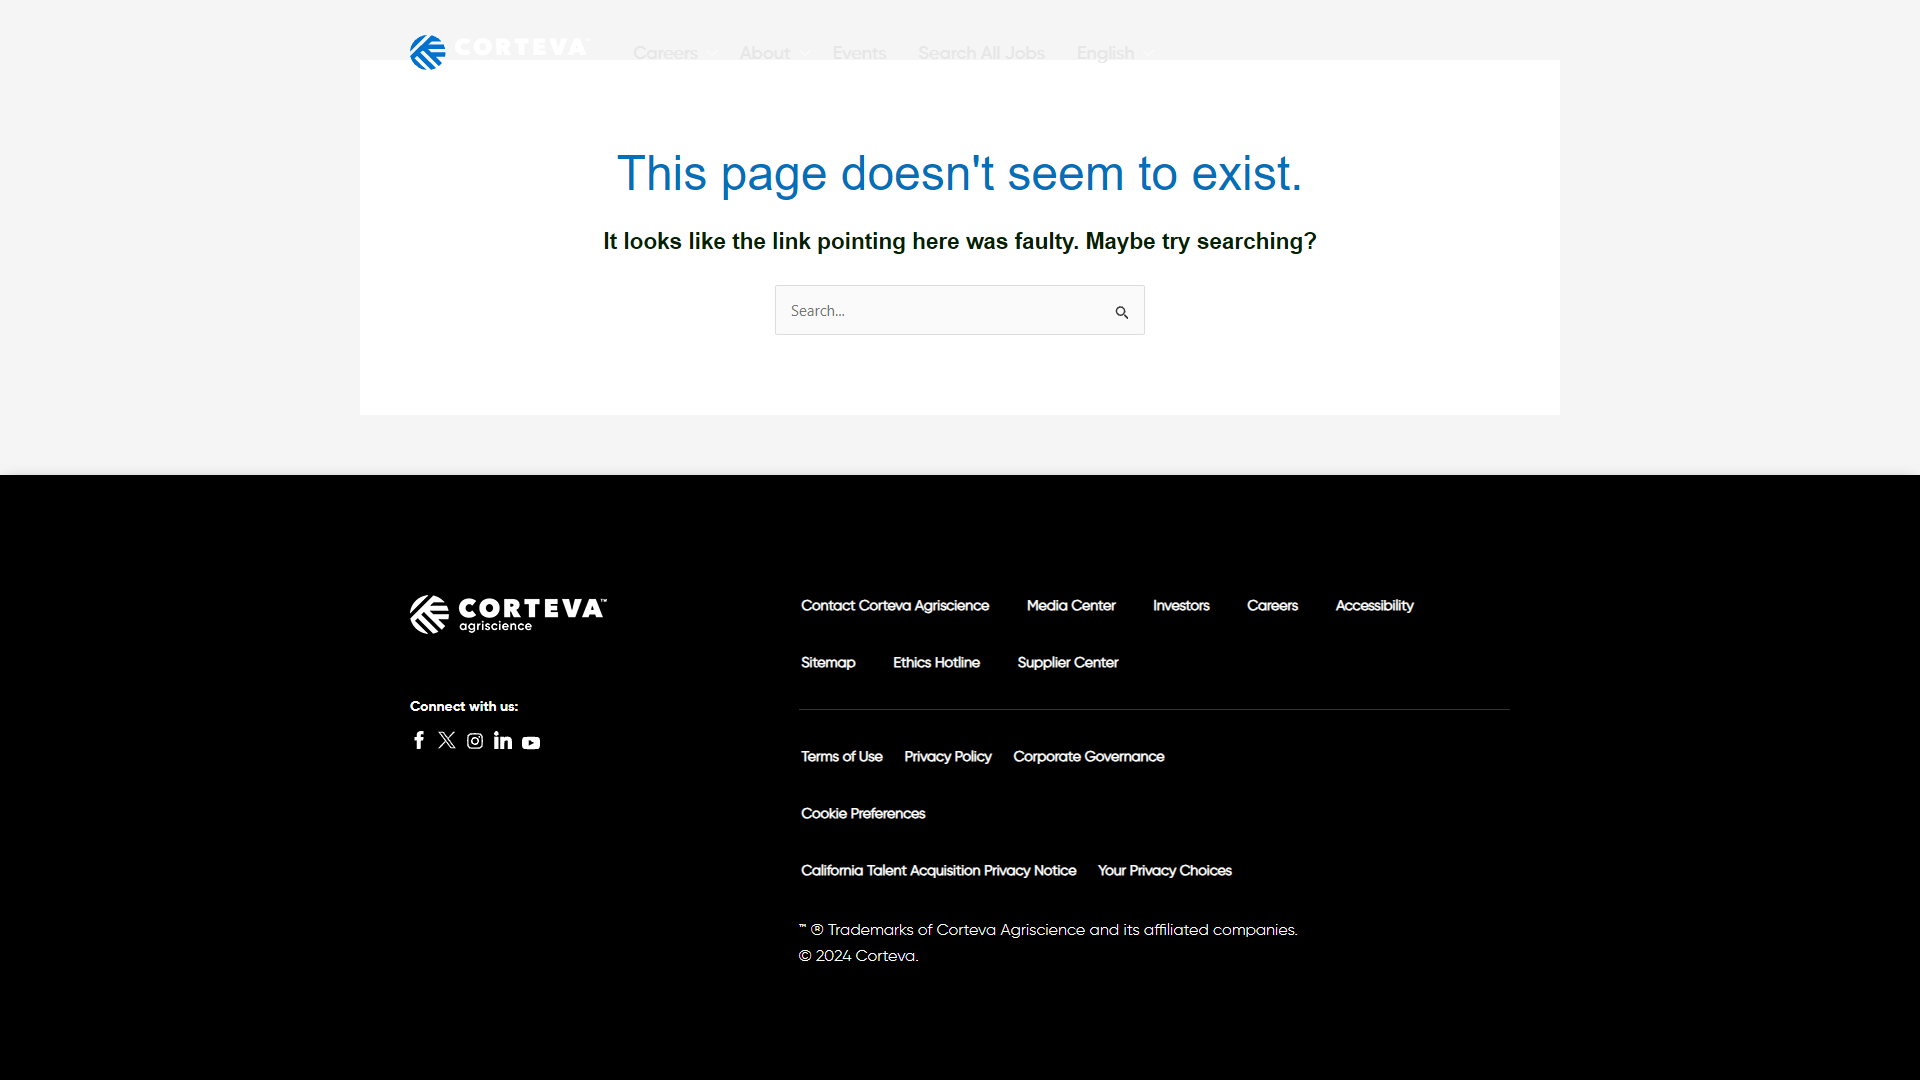 CORTEVA
Careers About Events Search All Jobs English
This page doesn't seem to exist.
It looks like the link pointing here was faulty. Maybe try searching?
Search...
CORTEVA™
agriscience
Contact Corteva Agriscience Media Center Investors Careers Accessibility
Sitemap Ethics Hotline Supplier Center
Connect with us:
Terms of Use Privacy Policy Corporate Governance
Cookie Preferences
California Talent Acquisition Privacy Notice Your Privacy Choices
™ ® Trademarks of Corteva Agriscience and its affiliated companies.
© 2024 Corteva.